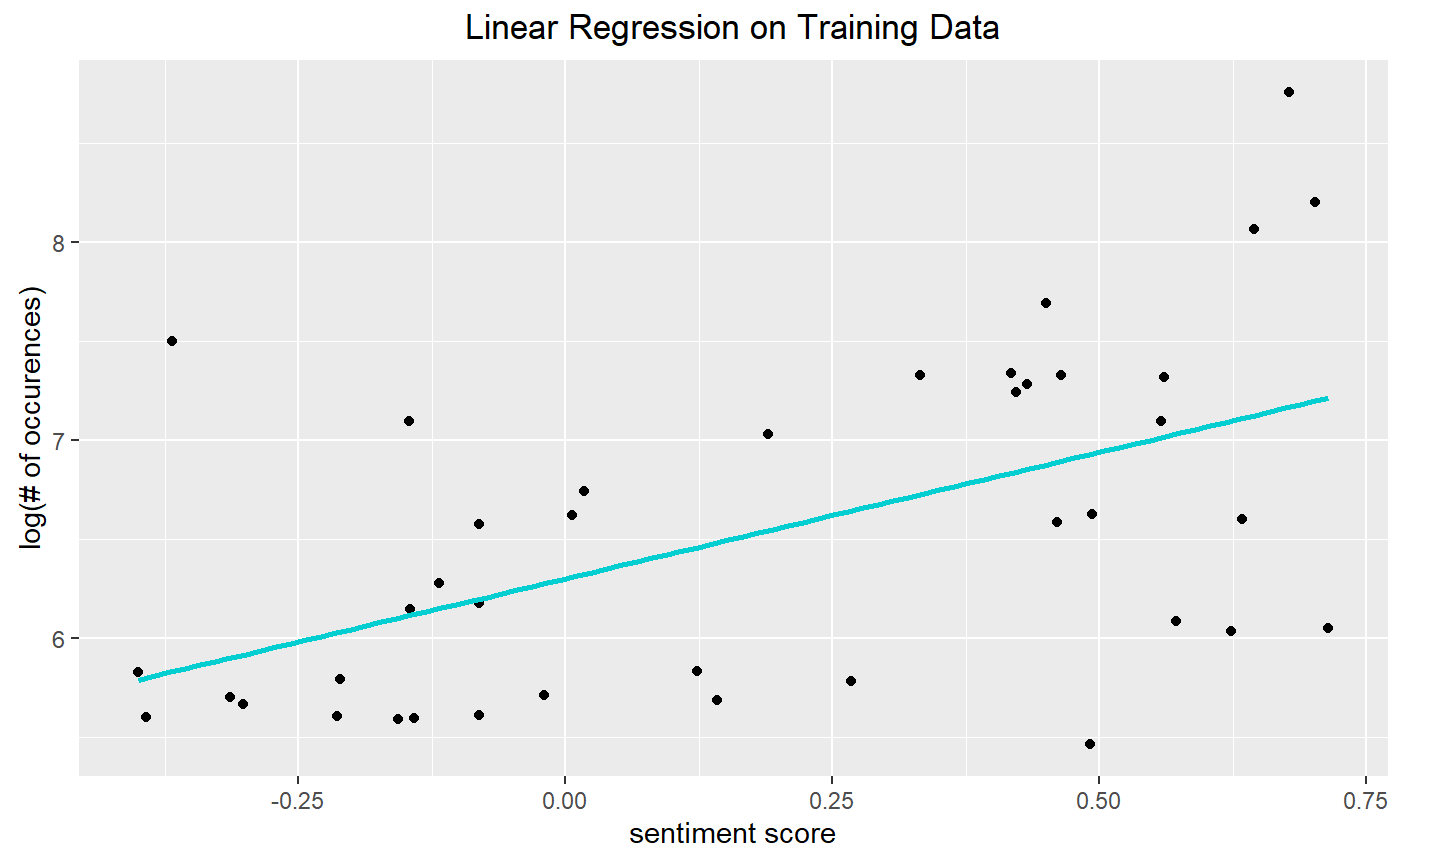 Linear Regression on Training Data
log(# of occurences)
8
7
6
-0.25
0.00
0.25
0.50
0.75
sentiment score